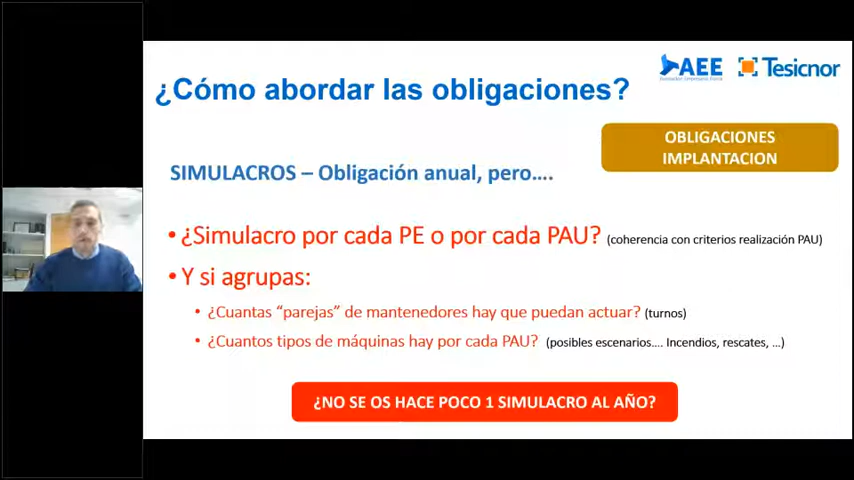 ¿Cómo abordar las obligaciones?
AEE
Tesicnor
OBLIGACIONES
IMPLANTACION
SIMULACROS – Obligación anual, pero....
• ¿Simulacro por cada PE o por cada PAU? (coherencia con criterios realización PAU)
• Y si agrupas:
• ¿Cuantas “parejas” de mantenedores hay que puedan actuar? (turnos)
• ¿Cuantos tipos de máquinas hay por cada PAU? (posibles escenarios.... Incendios, rescates, ...)
¿NO SE OS HACE POCO 1 SIMULACRO AL AÑO?